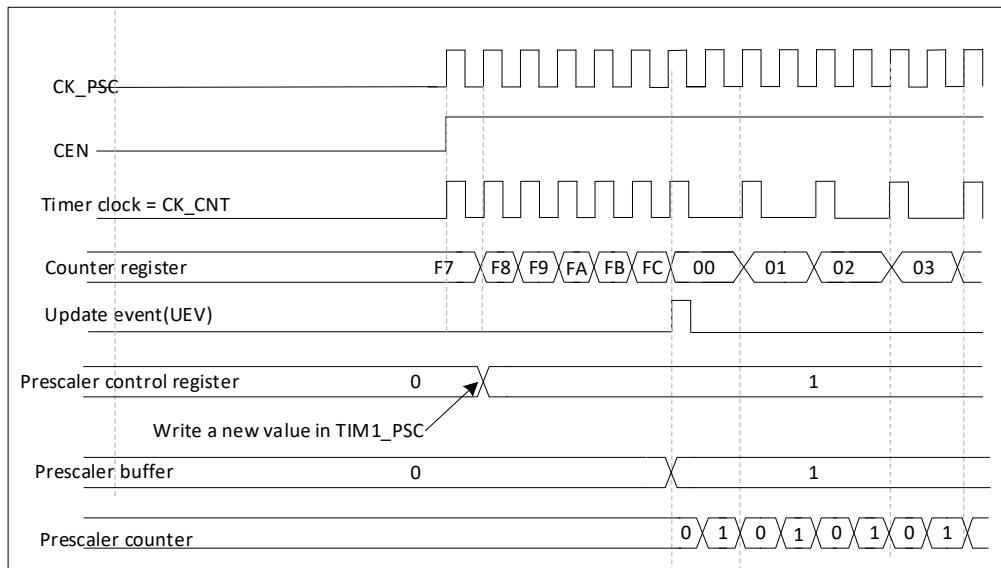 CK_PSC
CEN
Timer clock = CK_CNT
Counter register F7 F8 F9 FA FB FC 00 01 02 03
Update event(UEV)
Prescaler control register 0 1
Write a new value in TIM1_PSC
Prescaler buffer 0 1
Prescaler counter 0 1 0 1 0 1 0 1